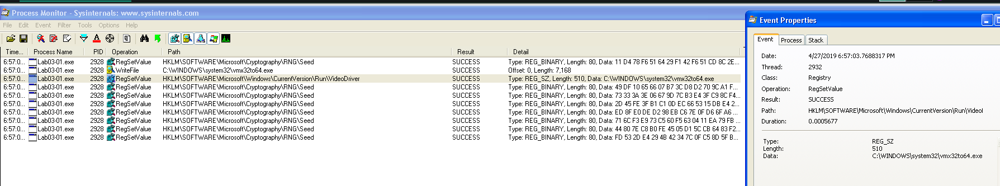 Process Monitor - Sysinternals: www.sysinternals.com
File Edit Event Filter Tools Options Help
Time... Process Name PID Operation Path Result Detail
6:57:0... Lab03-01.exe 2928 RegSetValue HKLM\SOFTWARE\Microsoft\Cryptography\RNG\Seed SUCCESS Type: REG_BINARY, Length: 80, Data: 11 D4 78 F6 51 64 29 F1 42 F6 51 CD 8C 2E...
6:57:0... Lab03-01.exe 2928 WriteFile C:\WINDOWS\system32\vmx32to64.exe SUCCESS Offset: 0, Length: 7,168
6:57:0... Lab03-01.exe 2928 RegSetValue HKLM\SOFTWARE\Microsoft\Windows\CurrentVersion\Run\VideoDriver SUCCESS Type: REG_SZ, Length: 510, Data: C:\WINDOWS\system32\vmx32to64.exe
6:57:0... Lab03-01.exe 2928 RegSetValue HKLM\SOFTWARE\Microsoft\Cryptography\RNG\Seed SUCCESS Type: REG_BINARY, Length: 80, Data: 49 DF 10 65 66 07 B7 3C D8 D2 70 9C A1 F...
6:57:0... Lab03-01.exe 2928 RegSetValue HKLM\SOFTWARE\Microsoft\Cryptography\RNG\Seed SUCCESS Type: REG_BINARY, Length: 80, Data: 73 33 3A 3E 06 67 9D 7C B3 E4 3F C9 8C F4...
6:57:0... Lab03-01.exe 2928 RegSetValue HKLM\SOFTWARE\Microsoft\Cryptography\RNG\Seed SUCCESS Type: REG_BINARY, Length: 80, Data: 2D 45 FE 3F B1 C1 0D EC 66 53 15 DB E4 2...
6:57:0... Lab03-01.exe 2928 RegSetValue HKLM\SOFTWARE\Microsoft\Cryptography\RNG\Seed SUCCESS Type: REG_BINARY, Length: 80, Data: ED 8F E0 DE D2 98 EB C6 7E 0F D6 6F A6 ...
6:57:0... Lab03-01.exe 2928 RegSetValue HKLM\SOFTWARE\Microsoft\Cryptography\RNG\Seed SUCCESS Type: REG_BINARY, Length: 80, Data: 71 6C F3 E9 73 C5 60 F5 63 04 11 EA 79 FB ...
6:57:0... Lab03-01.exe 2928 RegSetValue HKLM\SOFTWARE\Microsoft\Cryptography\RNG\Seed SUCCESS Type: REG_BINARY, Length: 80, Data: 44 80 7E C8 B0 FE 45 05 D1 5C CB 64 83 F2...
6:57:0... Lab03-01.exe 2928 RegSetValue HKLM\SOFTWARE\Microsoft\Cryptography\RNG\Seed SUCCESS Type: REG_BINARY, Length: 80, Data: FD 53 2D E4 29 4B 42 34 7C 0F C5 8D 5F B...
Event Properties
Event Process Stack
Date: 4/27/2019 6:57:03.7688317 PM
Thread: 2932
Class: Registry
Operation: RegSetValue
Result: SUCCESS
Path: HKLM\SOFTWARE\Microsoft\Windows\CurrentVersion\Run\Videol
Duration: 0.0005677
Type: REG_SZ
Length: 510
Data: C:\WINDOWS\system32\vmx32to64.exe